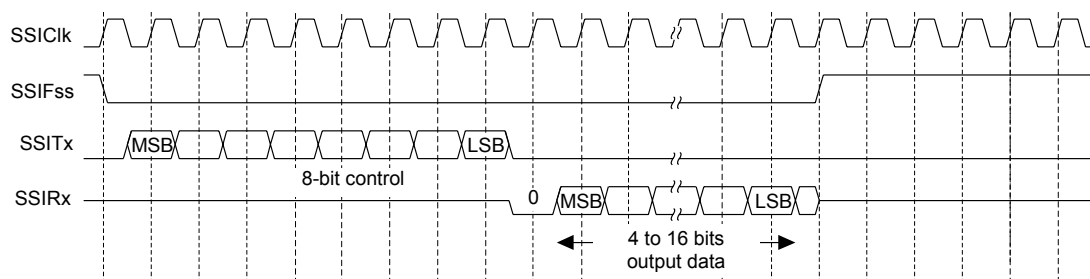 SSIClk
SSIFss
SSITx
MSB
LSB
8-bit control
SSIRx
0
MSB
LSB
4 to 16 bits
output data